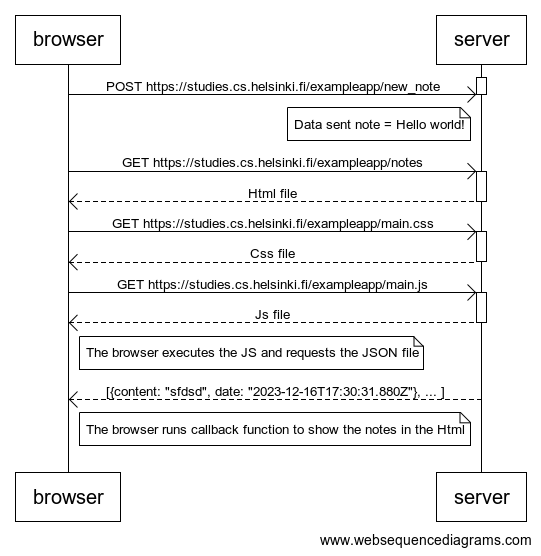 browser
server
POST https://studies.cs.helsinki.fi/exampleapp/new_note
Data sent note = Hello world!
GET https://studies.cs.helsinki.fi/exampleapp/notes
Html file
GET https://studies.cs.helsinki.fi/exampleapp/main.css
Css file
GET https://studies.cs.helsinki.fi/exampleapp/main.js
Js file
The browser executes the JS and requests the JSON file
[{content: "sfdsd", date: "2023-12-16T17:30:31.880Z"}, ... ]
The browser runs callback function to show the notes in the Html
browser
server
www.websequencediagrams.com